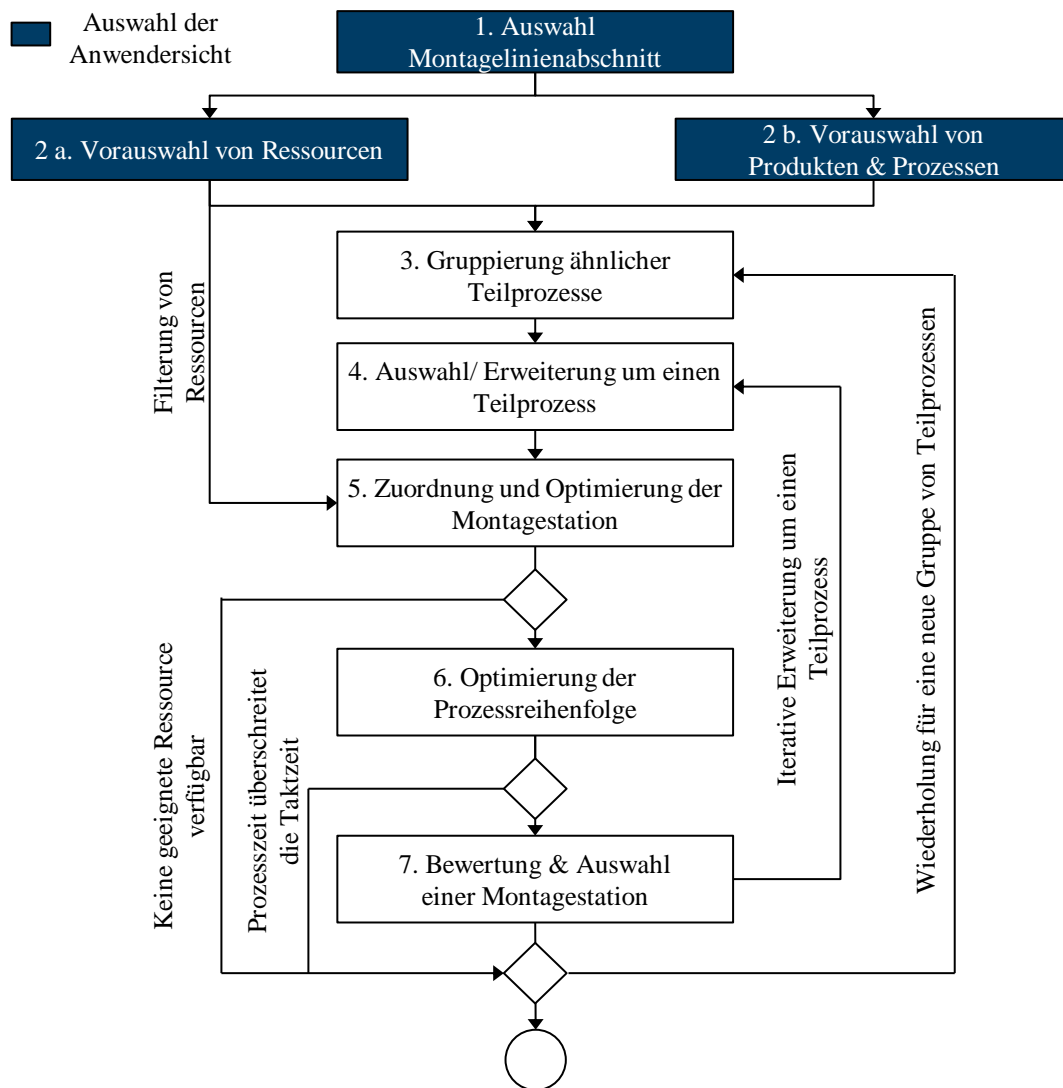 Auswahl der
Anwendersicht
1. Auswahl
Montagelinienabschnitt
2 a. Vorauswahl von Ressourcen
2 b. Vorauswahl von
Produkten & Prozessen
3. Gruppierung ähnlicher
Teilprozesse
Filterung von
Ressourcen
4. Auswahl/ Erweiterung um einen
Teilprozess
5. Zuordnung und Optimierung der
Montagestation
6. Optimierung der
Prozessreihenfolge
Keine geeignete Ressource
verfügbar
Prozesszeit überschreitet
die Taktzeit
7. Bewertung & Auswahl
einer Montagestation
Iterative Erweiterung um einen
Teilprozess
Wiederholung für eine neue Gruppe von Teilprozessen